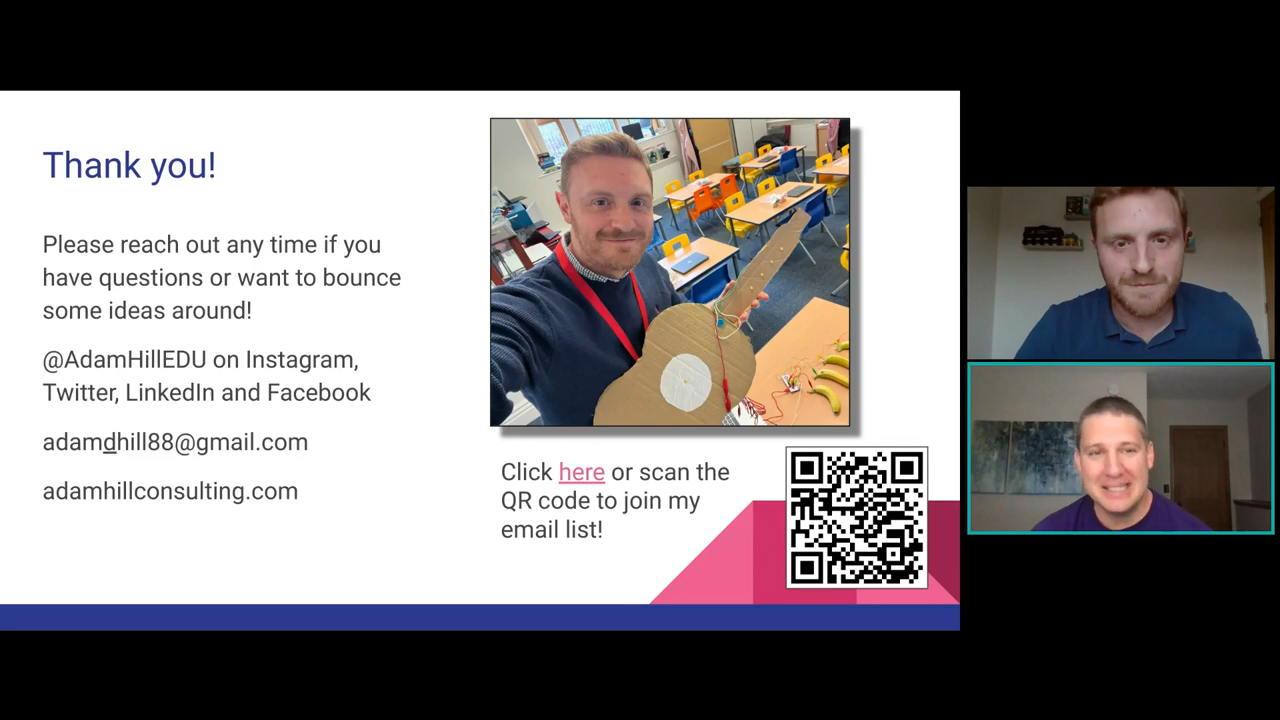 Thank you!
Please reach out any time if you
have questions or want to bounce
some ideas around!
@AdamHillEDU on Instagram,
Twitter, LinkedIn and Facebook
adamdhill88@gmail.com
adamhillconsulting.com
Click here or scan the
QR code to join my
email list!